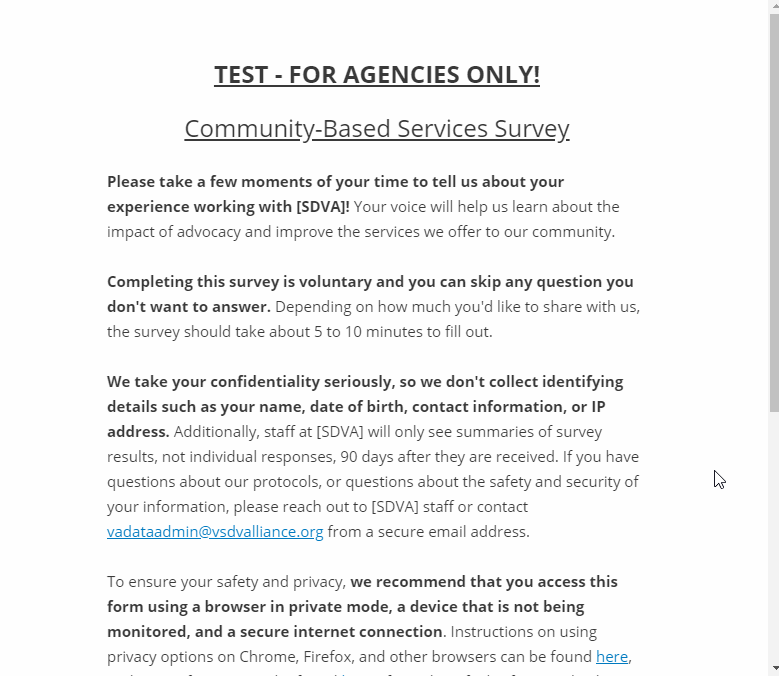 TEST - FOR AGENCIES ONLY!
Community-Based Services Survey
Please take a few moments of your time to tell us about your
experience working with [SDVA]! Your voice will help us learn about the
impact of advocacy and improve the services we offer to our community.
Completing this survey is voluntary and you can skip any question you
don't want to answer. Depending on how much you'd like to share with us,
the survey should take about 5 to 10 minutes to fill out.
We take your confidentiality seriously, so we don't collect identifying
details such as your name, date of birth, contact information, or IP
address. Additionally, staff at [SDVA] will only see summaries of survey
results, not individual responses, 90 days after they are received. If you have
questions about our protocols, or questions about the safety and security of
your information, please reach out to [SDVA] staff or contact
vadataadmin@vsdvalliance.org from a secure email address.
To ensure your safety and privacy, we recommend that you access this
form using a browser in private mode, a device that is not being
monitored, and a secure internet connection. Instructions on using
privacy options on Chrome, Firefox, and other browsers can be found here,